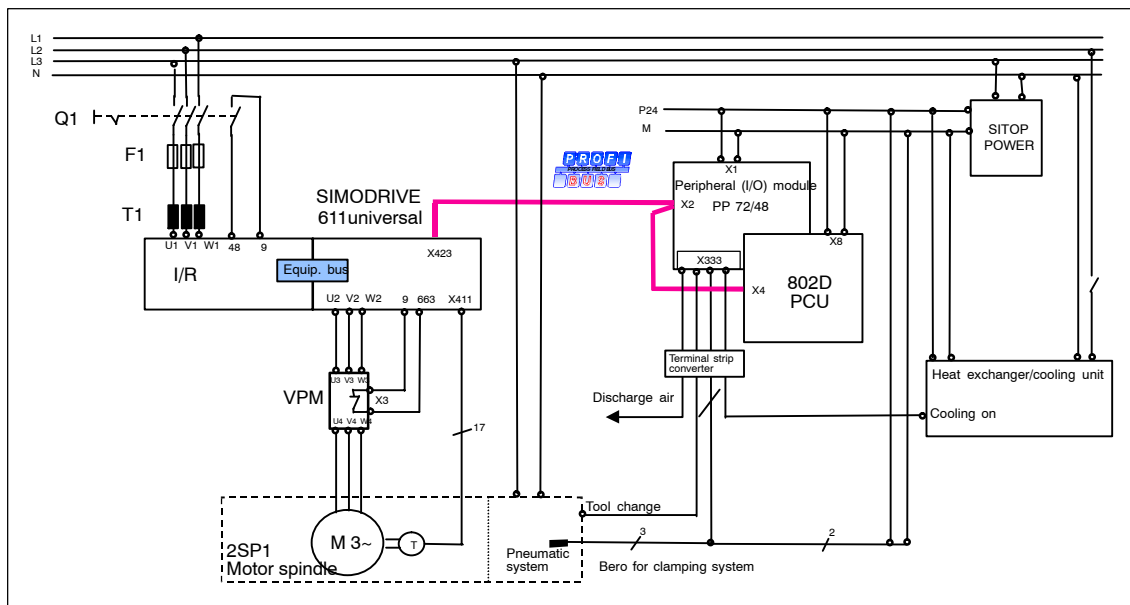 L1
L2
L3
N
Q1
F1
T1
P24
M
SITOP
POWER
PROFI
PROCESS FIELD BUS
BUS
X1
Peripheral (I/O) module
PP 72/48
X2
X333
SIMODRIVE
611universal
X423
U1 V1 W1 48 9
I/R
Equip. bus
U2 V2 W2 9 663 X411
X8
802D
PCU
X4
U3 V3 W3
VPM
X3
U4 V4 W4
Terminal strip
converter
Discharge air
Heat exchanger/cooling unit
Cooling on
17
Tool change
M 3~
T
2SP1
Motor spindle
Pneumatic
system
3
2
Bero for clamping system